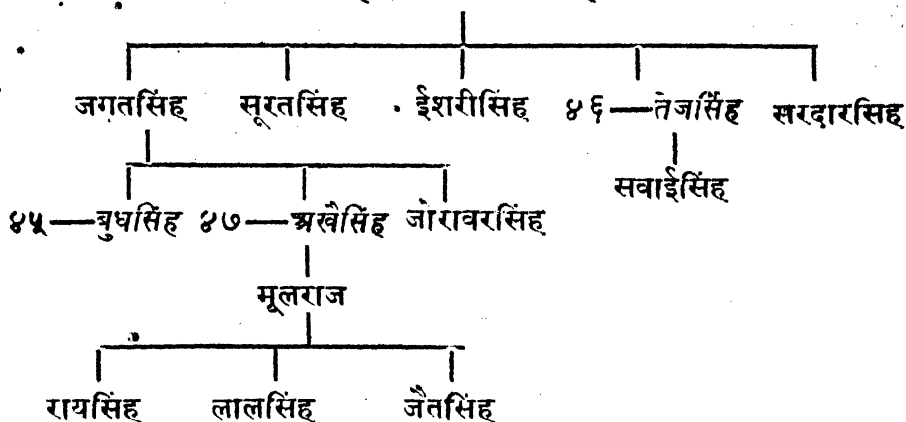 जगतसिंह सूरतसिंह ईशरीसिंह ४६—तेजसिंह सरदारसिह
सवाईसिंह
४५—बुधसिंह ४७—अखैसिंह जोरावरसिंह
मूलराज
रायसिंह लालसिंह जैतसिंह